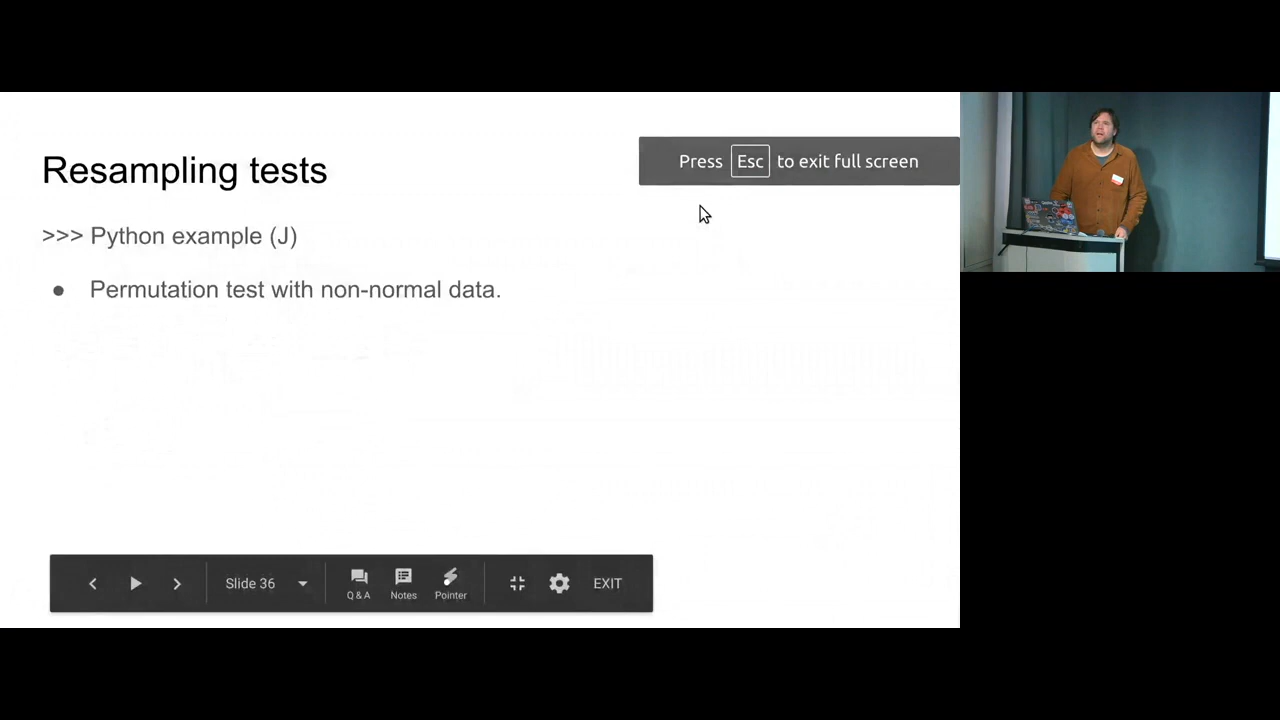 Resampling tests
Press Esc to exit full screen
>>> Python example (J)
● Permutation test with non-normal data.
Slide 36
Q & A
Notes
Pointer
EXIT